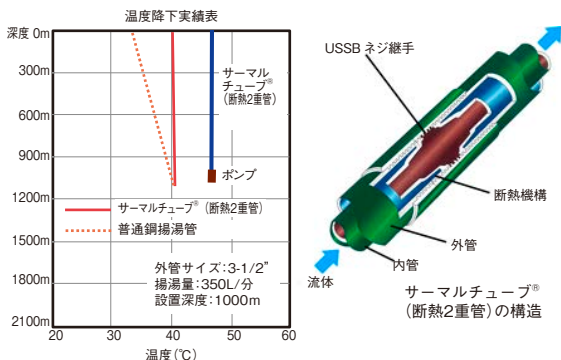 温度降下実績表
深度 0m
300m
600m
900m
1200m
1500m
1800m
2100m
20
30
40
50
60
温度(℃)
サーマル
チューブ®
(断熱2重管)
ポンプ
サーマルチューブ®(断熱2重管)
普通鋼揚湯管
外管サイズ:3-1/2”
揚湯量:350L/分
設置深度:1000m
USSB ネジ継手
断熱機構
外管
内管
流体
サーマルチューブ®
(断熱2重管)の構造